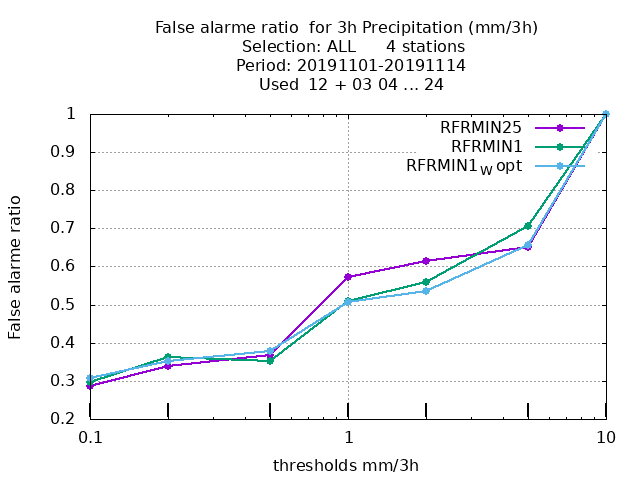 False alarme ratio  for 3h Precipitation (mm/3h)
Selection: ALL      4 stations
Period: 20191101-20191114
Used  12 + 03 04 ... 24
RFRMIN25
RFRMIN1
RFRMIN1W opt
1
0.9
0.8
0.7
0.6
0.5
0.4
0.3
0.2
False alarme ratio
0.1
1
10
thresholds mm/3h